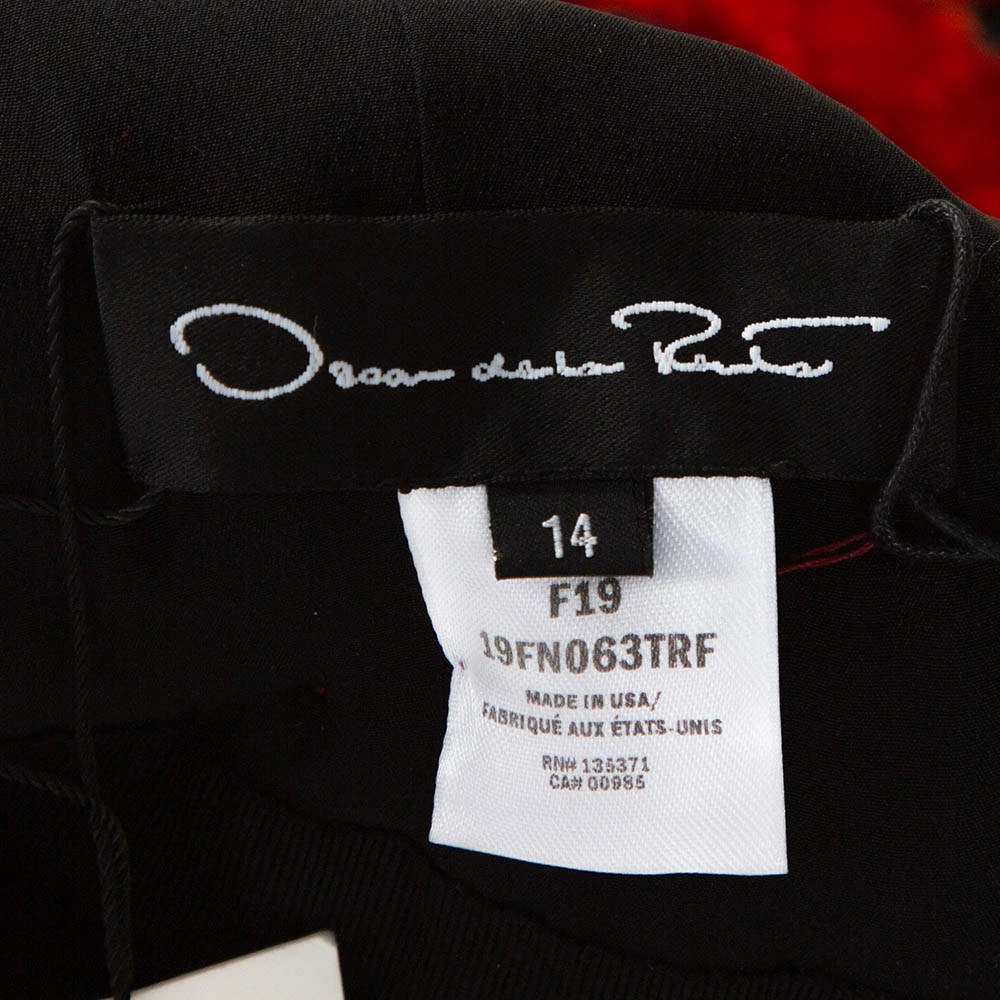 Oscar de la Renta
14
F19
19FN063TRF
MADE IN USA/
FABRIQUÉ AUX ÉTATS-UNIS
RN# 135371
CA# 00985